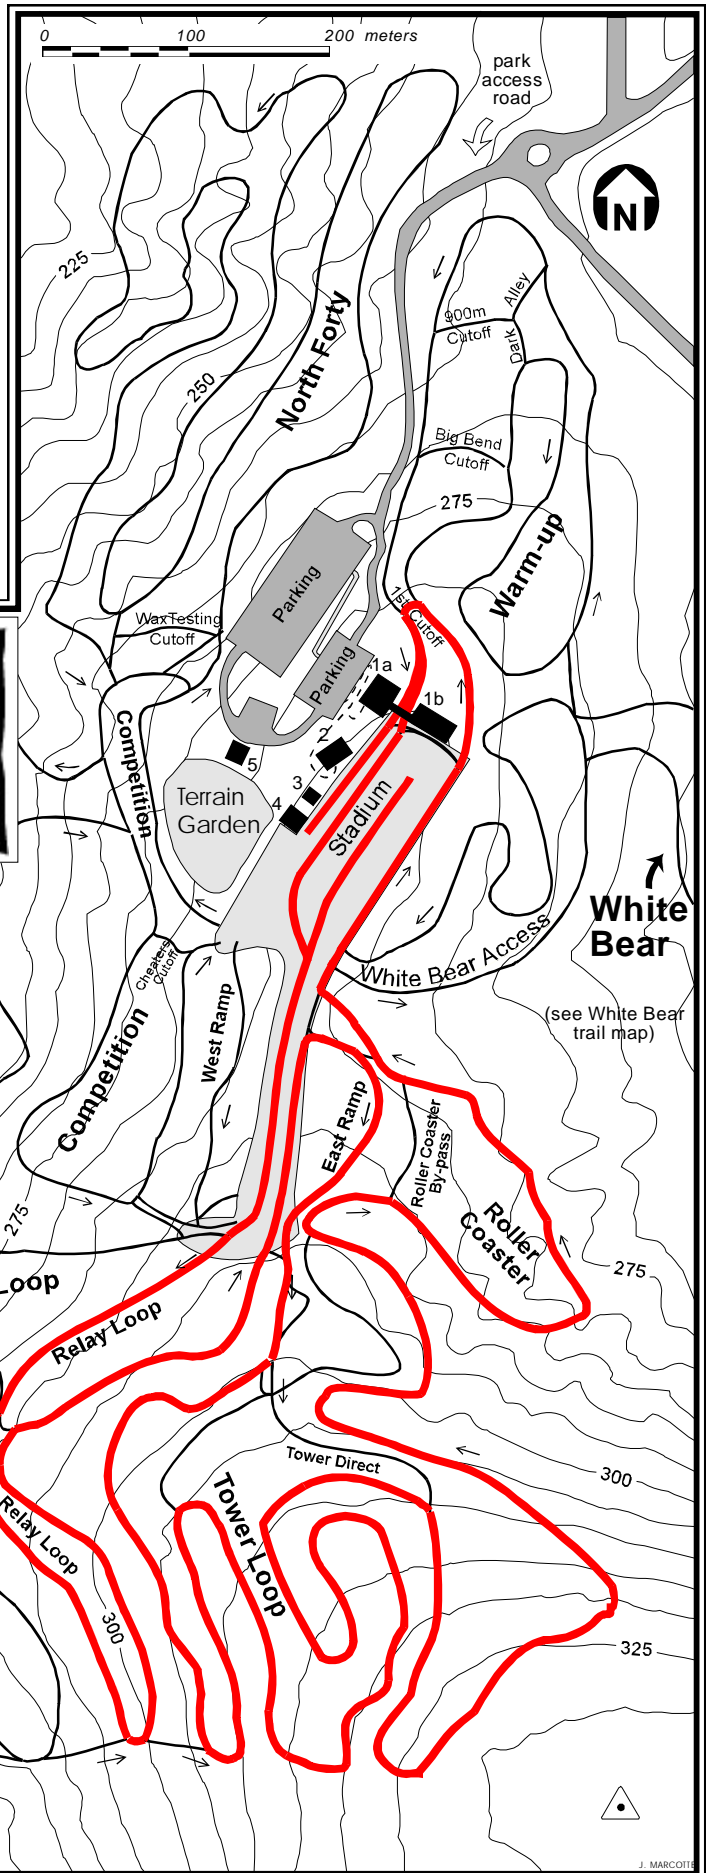 0 100 200 meters
park
access
road
N
225
Alley
900m
Cutoff
Dark
North Forty
250
Big Bend
Cutoff
275
Warm-up
Parking
1st Cutoff
WaxTesting
Cutoff
Parking
1a
1b
Competition
2
5
3
Terrain
Garden
4
Stadium
White
Bear
White Bear Access
Cheaters
Cutoff
(see White Bear
trail map)
West Ramp
Competition
East Ramp
Roller Coaster
By-pass
Roller
Coaster
275
275
Loop
Relay Loop
Tower Direct
300
Tower Loop
Relay Loop
300
325
J. MARCOTTE